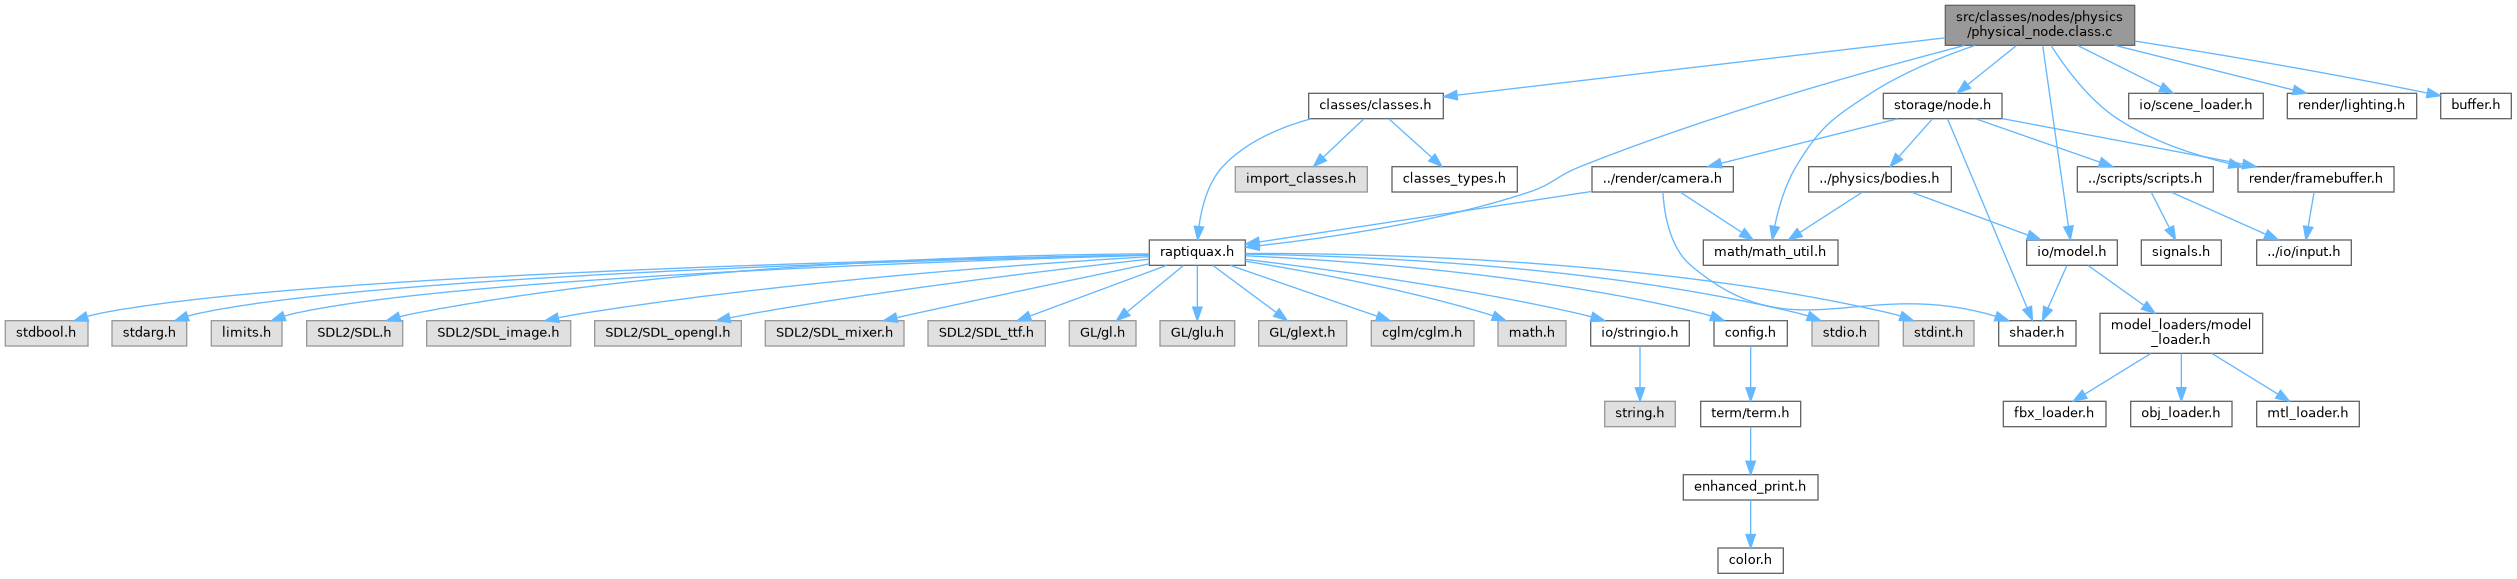 src/classes/nodes/physics
/physical_node.class.c
classes/classes.h
storage/node.h
io/scene_loader.h
render/lighting.h
buffer.h
import_classes.h
classes_types.h
../render/camera.h
../physics/bodies.h
../scripts/scripts.h
render/framebuffer.h
raptiquax.h
math/math_util.h
io/model.h
signals.h
../io/input.h
stdbool.h
stdarg.h
limits.h
SDL2/SDL.h
SDL2/SDL_image.h
SDL2/SDL_opengl.h
SDL2/SDL_mixer.h
SDL2/SDL_ttf.h
GL/gl.h
GL/glu.h
GL/glext.h
cglm/cglm.h
math.h
io/stringio.h
config.h
stdio.h
stdint.h
shader.h
model_loaders/model
_loader.h
string.h
term/term.h
fbx_loader.h
obj_loader.h
mtl_loader.h
enhanced_print.h
color.h